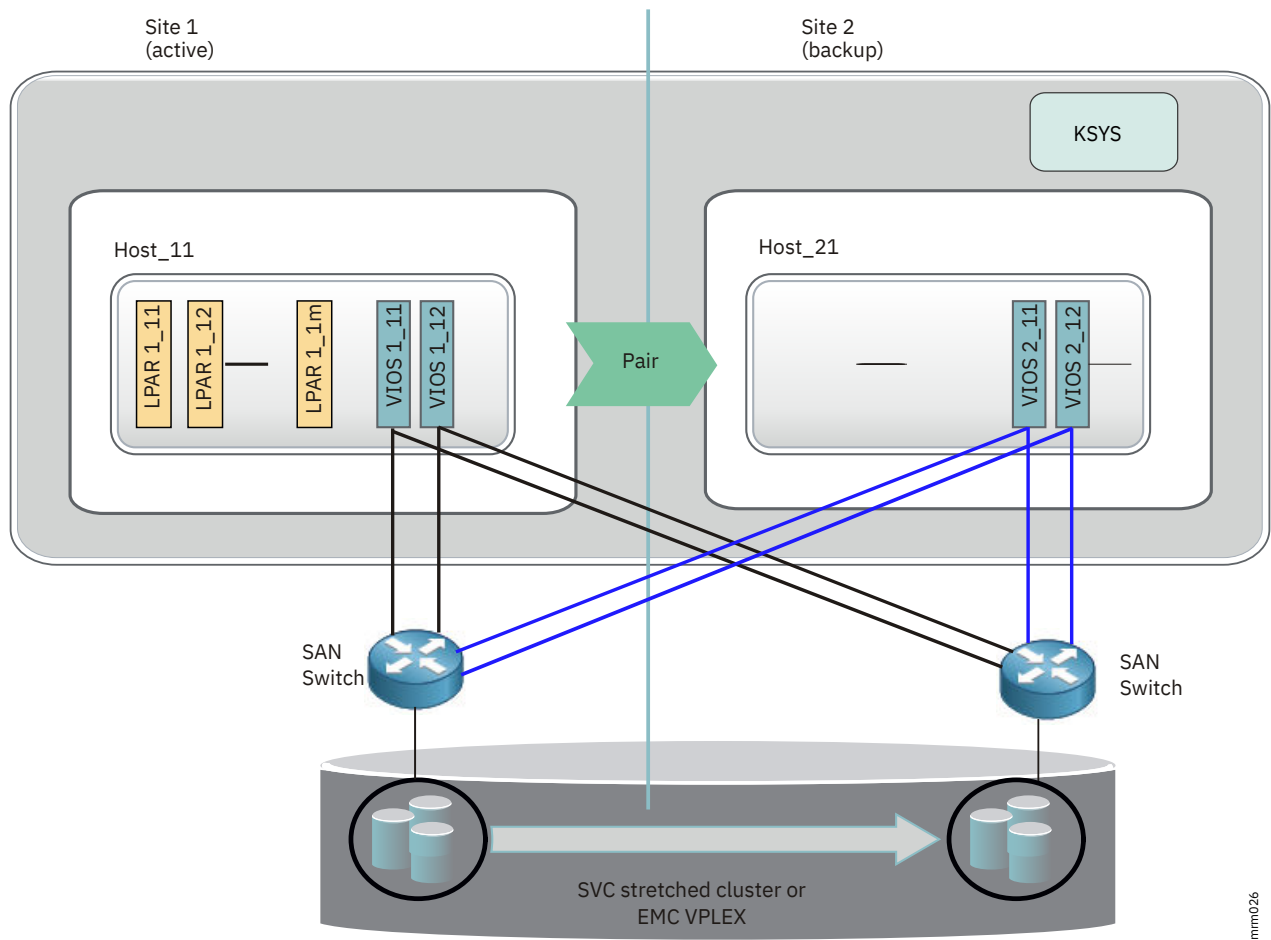 Site 1
(active)
Site 2
(backup)
KSYS
Host_11
Host_21
LPAR 1_11
LPAR 1_12
LPAR 1_1m
VIOS 1_11
VIOS 1_12
Pair
VIOS 2_11
VIOS 2_12
SAN
Switch
SAN
Switch
SVC stretched cluster or
EMC VPLEX
mrm026